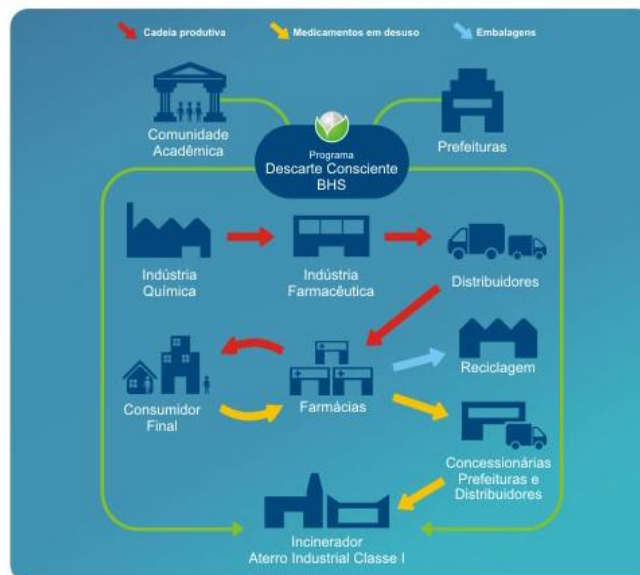 Cadeia produtiva
Medicamentos em desuso
Embalagens
Comunidade
Acadêmica
Programa
Descarte Consciente
BHS
Prefeituras
Indústria
Química
Indústria
Farmacêutica
Distribuidores
Consumidor
Final
Farmácias
Reciclagem
Concessionárias
Prefeituras e
Distribuidores
Incinerador
Aterro Industrial Classe I